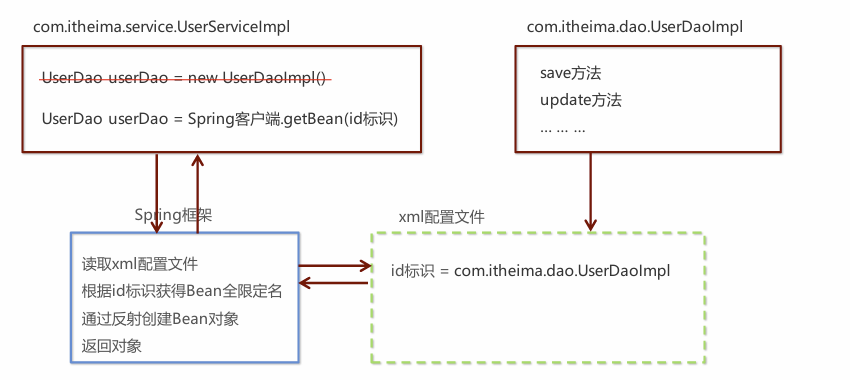 com.itheima.service.UserServiceImpl
UserDao userDao = new UserDaoImpl()
UserDao userDao = Spring客户端.getBean(id标识)
com.itheima.dao.UserDaoImpl
save方法
update方法
... ... ...
Spring框架
读取xml配置文件
根据id标识获得Bean全限定名
通过反射创建Bean对象
返回对象
xml配置文件
id标识 = com.itheima.dao.UserDaoImpl